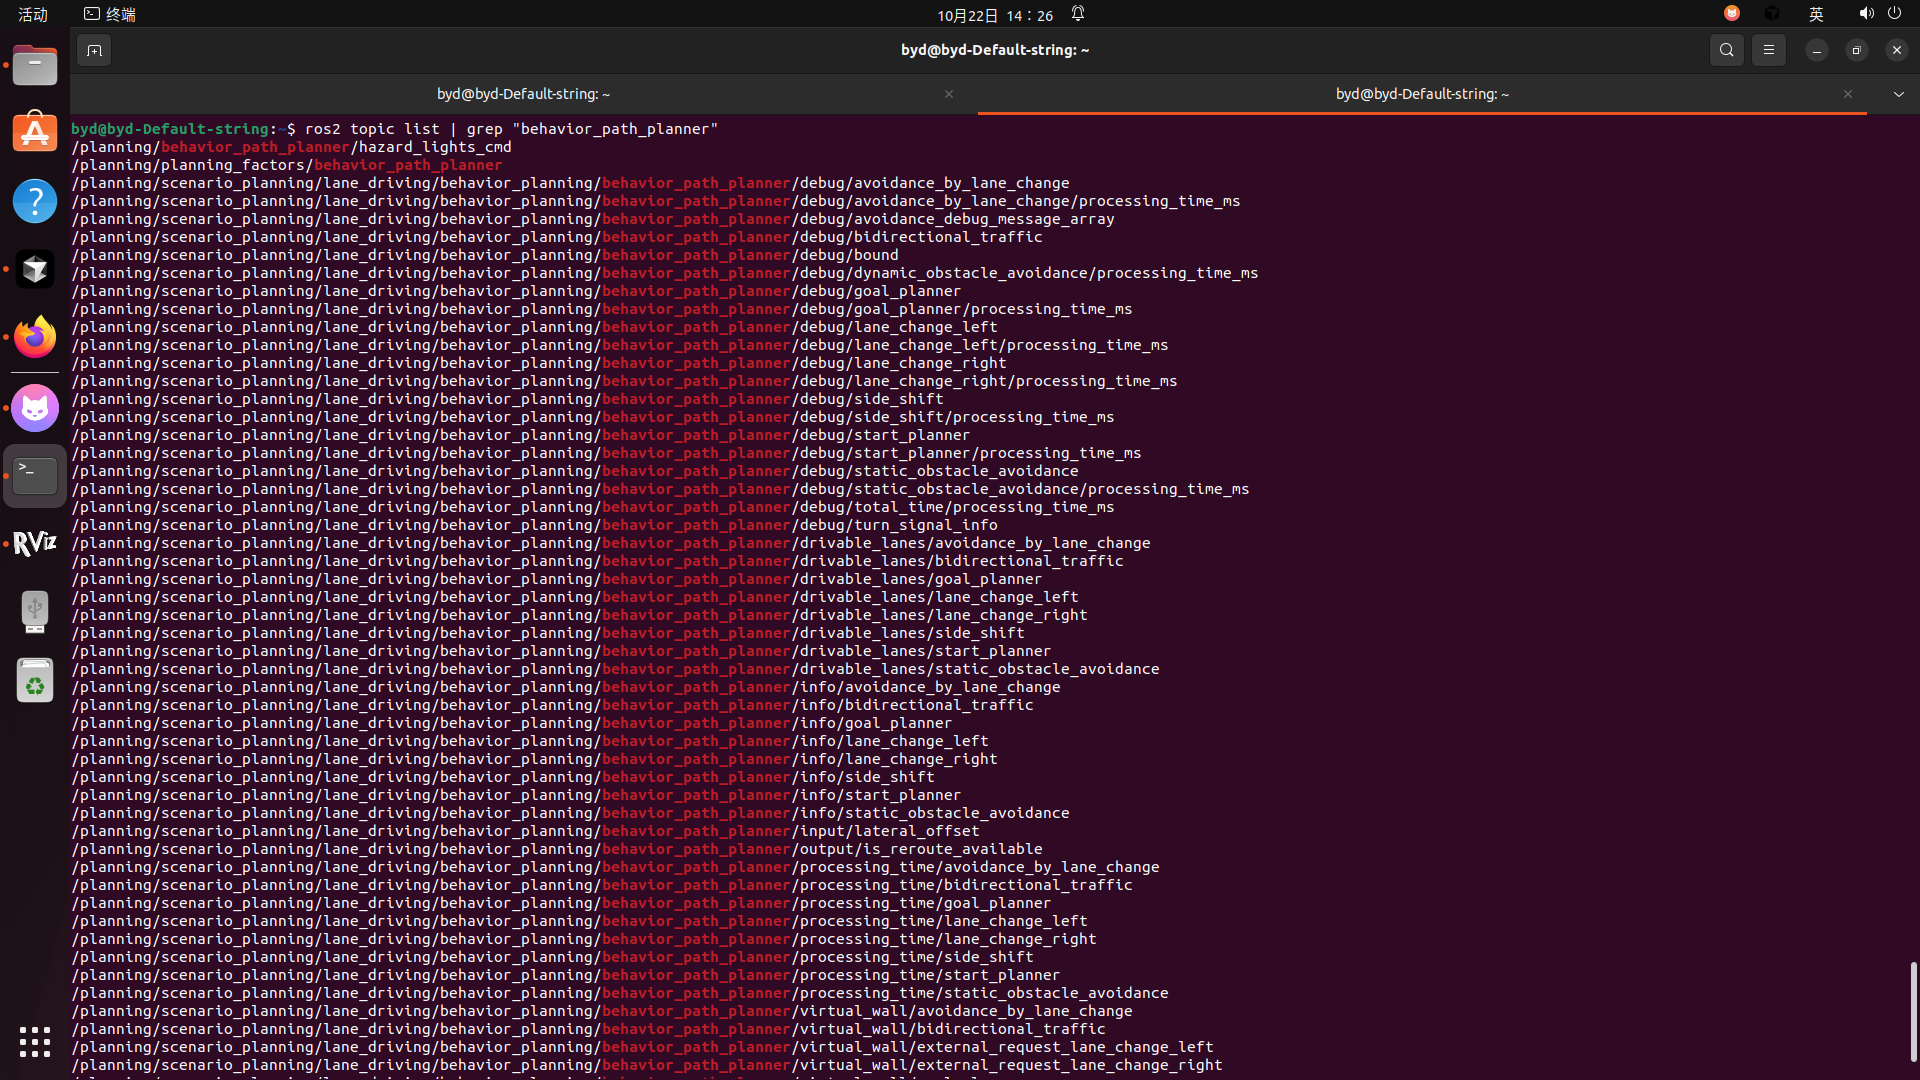 活动
终端
10月22日 14：26
英
byd@byd-Default-string: ~
byd@byd-Default-string: ~
byd@byd-Default-string: ~
byd@byd-Default-string:~$ ros2 topic list | grep "behavior_path_planner"
/planning/behavior_path_planner/hazard_lights_cmd
/planning/planning_factors/behavior_path_planner
/planning/scenario_planning/lane_driving/behavior_planning/behavior_path_planner/debug/avoidance_by_lane_change
/planning/scenario_planning/lane_driving/behavior_planning/behavior_path_planner/debug/avoidance_by_lane_change/processing_time_ms
/planning/scenario_planning/lane_driving/behavior_planning/behavior_path_planner/debug/avoidance_debug_message_array
/planning/scenario_planning/lane_driving/behavior_planning/behavior_path_planner/debug/bidirectional_traffic
/planning/scenario_planning/lane_driving/behavior_planning/behavior_path_planner/debug/bound
/planning/scenario_planning/lane_driving/behavior_planning/behavior_path_planner/debug/dynamic_obstacle_avoidance/processing_time_ms
/planning/scenario_planning/lane_driving/behavior_planning/behavior_path_planner/debug/goal_planner
/planning/scenario_planning/lane_driving/behavior_planning/behavior_path_planner/debug/goal_planner/processing_time_ms
/planning/scenario_planning/lane_driving/behavior_planning/behavior_path_planner/debug/lane_change_left
/planning/scenario_planning/lane_driving/behavior_planning/behavior_path_planner/debug/lane_change_left/processing_time_ms
/planning/scenario_planning/lane_driving/behavior_planning/behavior_path_planner/debug/lane_change_right
/planning/scenario_planning/lane_driving/behavior_planning/behavior_path_planner/debug/lane_change_right/processing_time_ms
/planning/scenario_planning/lane_driving/behavior_planning/behavior_path_planner/debug/side_shift
/planning/scenario_planning/lane_driving/behavior_planning/behavior_path_planner/debug/side_shift/processing_time_ms
/planning/scenario_planning/lane_driving/behavior_planning/behavior_path_planner/debug/start_planner
/planning/scenario_planning/lane_driving/behavior_planning/behavior_path_planner/debug/start_planner/processing_time_ms
/planning/scenario_planning/lane_driving/behavior_planning/behavior_path_planner/debug/static_obstacle_avoidance
/planning/scenario_planning/lane_driving/behavior_planning/behavior_path_planner/debug/static_obstacle_avoidance/processing_time_ms
/planning/scenario_planning/lane_driving/behavior_planning/behavior_path_planner/debug/total_time/processing_time_ms
/planning/scenario_planning/lane_driving/behavior_planning/behavior_path_planner/debug/turn_signal_info
/planning/scenario_planning/lane_driving/behavior_planning/behavior_path_planner/drivable_lanes/avoidance_by_lane_change
/planning/scenario_planning/lane_driving/behavior_planning/behavior_path_planner/drivable_lanes/bidirectional_traffic
/planning/scenario_planning/lane_driving/behavior_planning/behavior_path_planner/drivable_lanes/goal_planner
/planning/scenario_planning/lane_driving/behavior_planning/behavior_path_planner/drivable_lanes/lane_change_left
/planning/scenario_planning/lane_driving/behavior_planning/behavior_path_planner/drivable_lanes/lane_change_right
/planning/scenario_planning/lane_driving/behavior_planning/behavior_path_planner/drivable_lanes/side_shift
/planning/scenario_planning/lane_driving/behavior_planning/behavior_path_planner/drivable_lanes/start_planner
/planning/scenario_planning/lane_driving/behavior_planning/behavior_path_planner/drivable_lanes/static_obstacle_avoidance
/planning/scenario_planning/lane_driving/behavior_planning/behavior_path_planner/info/avoidance_by_lane_change
/planning/scenario_planning/lane_driving/behavior_planning/behavior_path_planner/info/bidirectional_traffic
/planning/scenario_planning/lane_driving/behavior_planning/behavior_path_planner/info/goal_planner
/planning/scenario_planning/lane_driving/behavior_planning/behavior_path_planner/info/lane_change_left
/planning/scenario_planning/lane_driving/behavior_planning/behavior_path_planner/info/lane_change_right
/planning/scenario_planning/lane_driving/behavior_planning/behavior_path_planner/info/side_shift
/planning/scenario_planning/lane_driving/behavior_planning/behavior_path_planner/info/start_planner
/planning/scenario_planning/lane_driving/behavior_planning/behavior_path_planner/info/static_obstacle_avoidance
/planning/scenario_planning/lane_driving/behavior_planning/behavior_path_planner/input/lateral_offset
/planning/scenario_planning/lane_driving/behavior_planning/behavior_path_planner/output/is_reroute_available
/planning/scenario_planning/lane_driving/behavior_planning/behavior_path_planner/processing_time/avoidance_by_lane_change
/planning/scenario_planning/lane_driving/behavior_planning/behavior_path_planner/processing_time/bidirectional_traffic
/planning/scenario_planning/lane_driving/behavior_planning/behavior_path_planner/processing_time/goal_planner
/planning/scenario_planning/lane_driving/behavior_planning/behavior_path_planner/processing_time/lane_change_left
/planning/scenario_planning/lane_driving/behavior_planning/behavior_path_planner/processing_time/lane_change_right
/planning/scenario_planning/lane_driving/behavior_planning/behavior_path_planner/processing_time/side_shift
/planning/scenario_planning/lane_driving/behavior_planning/behavior_path_planner/processing_time/start_planner
/planning/scenario_planning/lane_driving/behavior_planning/behavior_path_planner/processing_time/static_obstacle_avoidance
/planning/scenario_planning/lane_driving/behavior_planning/behavior_path_planner/virtual_wall/avoidance_by_lane_change
/planning/scenario_planning/lane_driving/behavior_planning/behavior_path_planner/virtual_wall/bidirectional_traffic
/planning/scenario_planning/lane_driving/behavior_planning/behavior_path_planner/virtual_wall/external_request_lane_change_left
/planning/scenario_planning/lane_driving/behavior_planning/behavior_path_planner/virtual_wall/external_request_lane_change_right
RViz